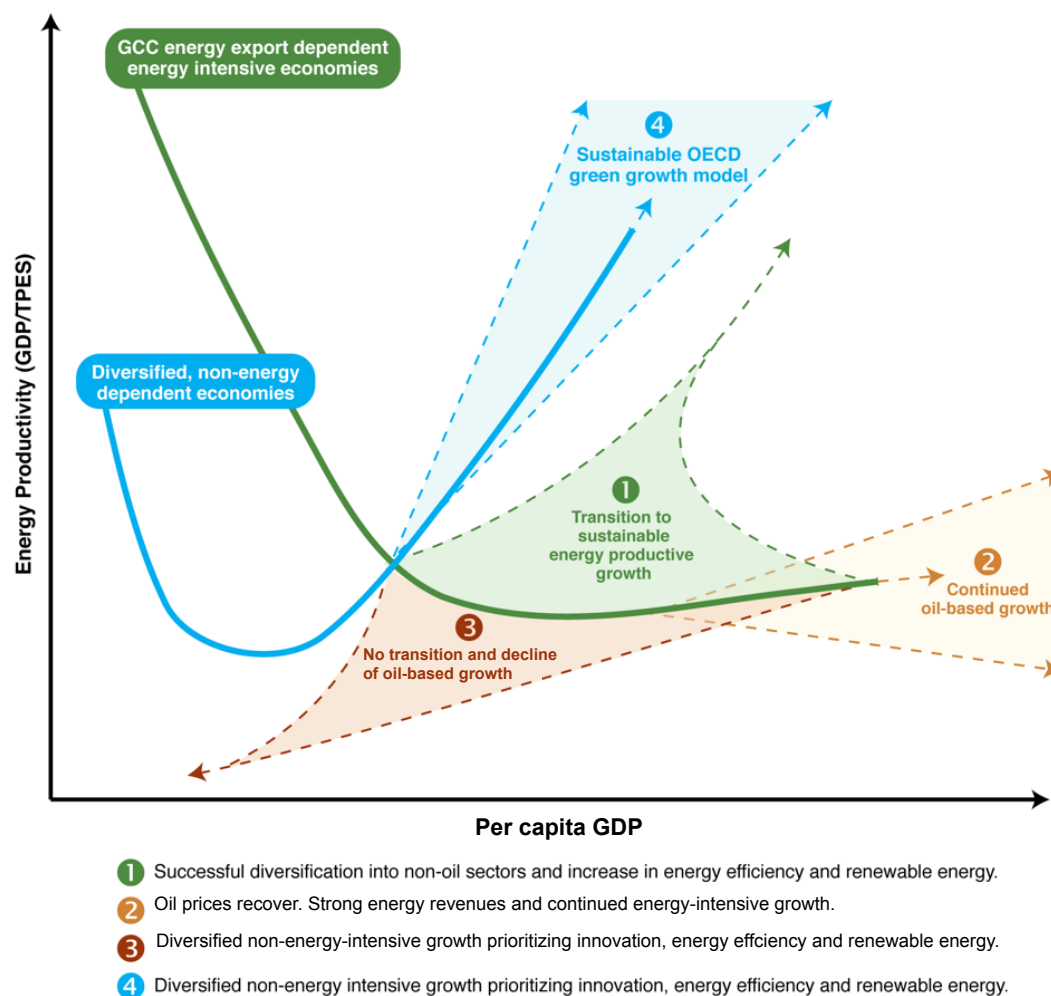 GCC energy export dependent
energy intensive economies
4
Sustainable OECD
green growth model
Energy Productivity (GDP/TPES)
Diversified, non-energy
dependent economies
1
Transition to
sustainable
energy productive
growth
2
Continued
oil-based growth
3
No transition and decline
of oil-based growth
Per capita GDP
1 Successful diversification into non-oil sectors and increase in energy efficiency and renewable energy.
2 Oil prices recover. Strong energy revenues and continued energy-intensive growth.
3 Diversified non-energy-intensive growth prioritizing innovation, energy effciency and renewable energy.
4 Diversified non-energy intensive growth prioritizing innovation, energy efficiency and renewable energy.